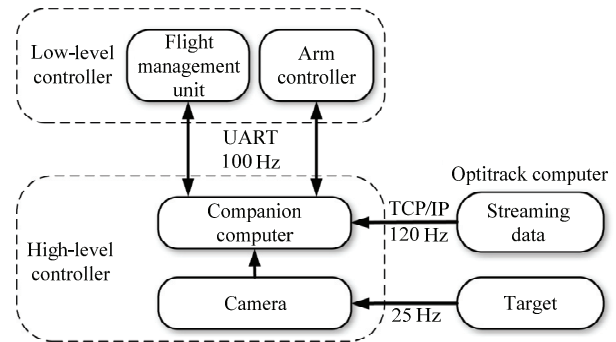 Low-level
controller
Flight
management
unit
Arm
controller
UART
100 Hz
Optitrack computer
High-level
controller
Companion
computer
TCP/IP
120 Hz
Streaming
data
Camera
25 Hz
Target